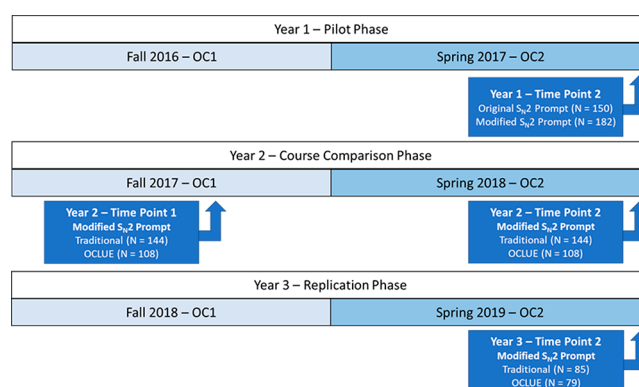 Year 1 – Pilot Phase
Fall 2016 – OC1
Spring 2017 – OC2
Year 1 – Time Point 2
Original SN2 Prompt (N = 150)
Modified SN2 Prompt (N = 182)
Year 2 – Course Comparison Phase
Fall 2017 – OC1
Spring 2018 – OC2
Year 2 – Time Point 1
Modified SN2 Prompt
Traditional (N = 144)
OCLUE (N = 108)
Year 2 – Time Point 2
Modified SN2 Prompt
Traditional (N = 144)
OCLUE (N = 108)
Year 3 – Replication Phase
Fall 2018 – OC1
Spring 2019 – OC2
Year 3 – Time Point 2
Modified SN2 Prompt
Traditional (N = 85)
OCLUE (N = 79)